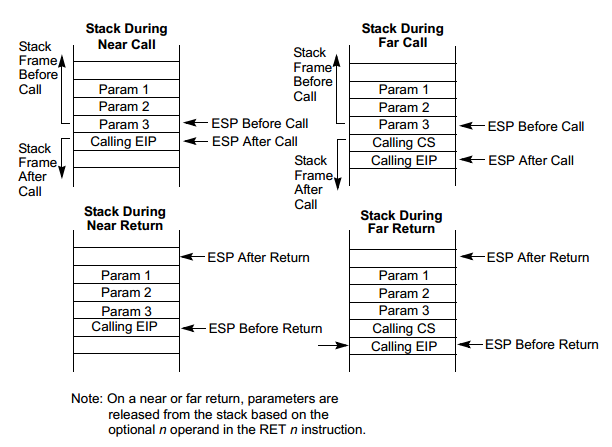 Stack During
Near Call
Stack
Frame
Before
Call
Param 1
Param 2
Param 3
ESP Before Call
Calling EIP
ESP After Call
Stack
Frame
After
Call
Stack During
Far Call
Stack
Frame
Before
Call
Param 1
Param 2
Param 3
ESP Before Call
Calling CS
Calling EIP
ESP After Call
Stack
Frame
After
Call
Stack During
Near Return
ESP After Return
Param 1
Param 2
Param 3
Calling EIP
ESP Before Return
Stack During
Far Return
ESP After Return
Param 1
Param 2
Param 3
Calling CS
Calling EIP
ESP Before Return
Note: On a near or far return, parameters are
released from the stack based on the
optional n operand in the RET n instruction.